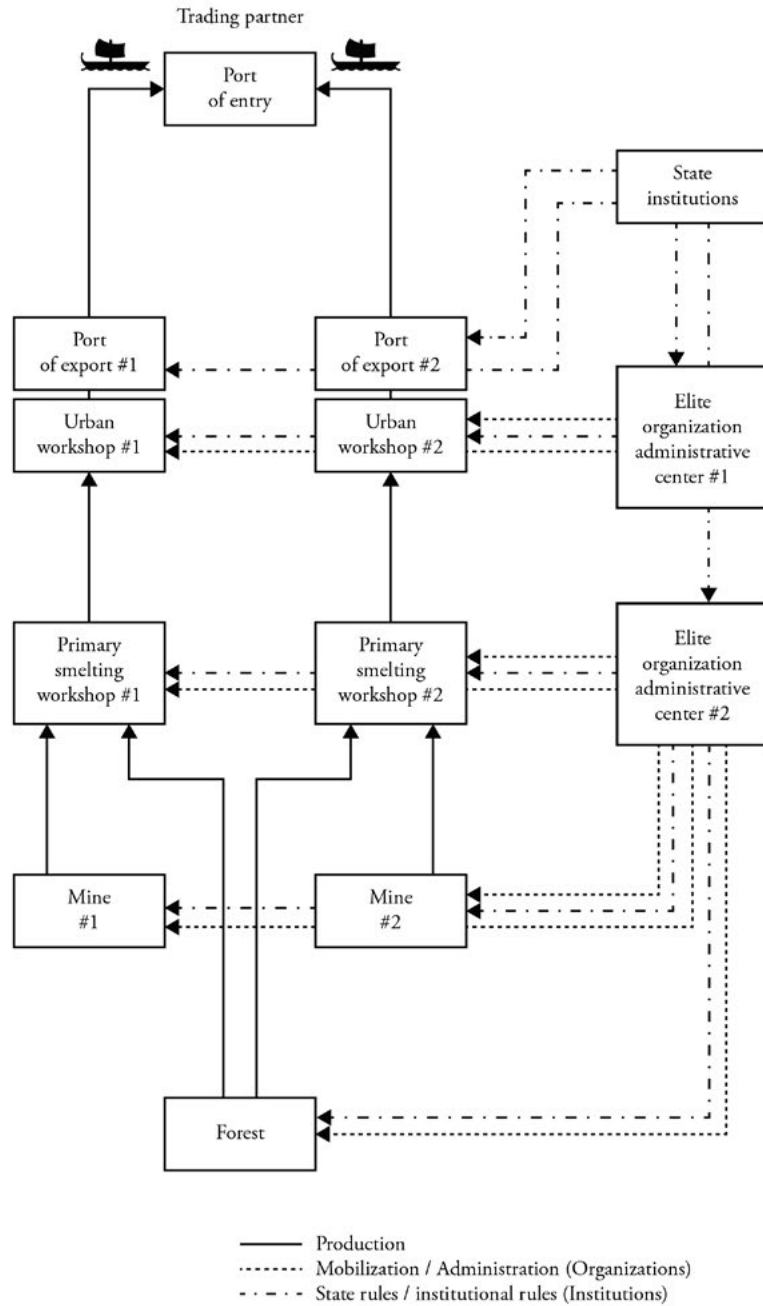 Trading partner
Port
of entry
State
institutions
Port
of export #1
Port
of export #2
Urban
workshop #1
Urban
workshop #2
Elite
organization
administrative
center #1
Primary
smelting
workshop #1
Primary
smelting
workshop #2
Elite
organization
administrative
center #2
Mine
#1
Mine
#2
Forest
Production
Mobilization / Administration (Organizations)
State rules / institutional rules (Institutions)